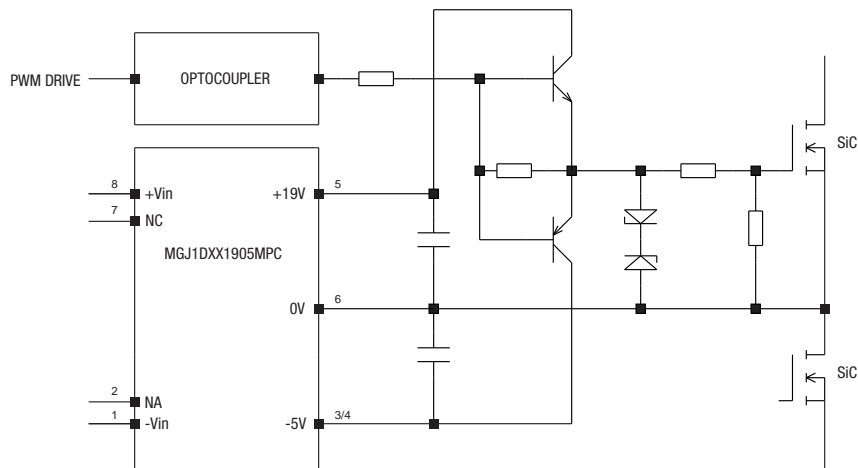 PWM DRIVE
OPTOCOUPLER
SiC
8
+Vin
+19V
5
7
NC
MGJ1DXX1905MPC
0V
6
SiC
2
NA
1
-Vin
-5V
3/4